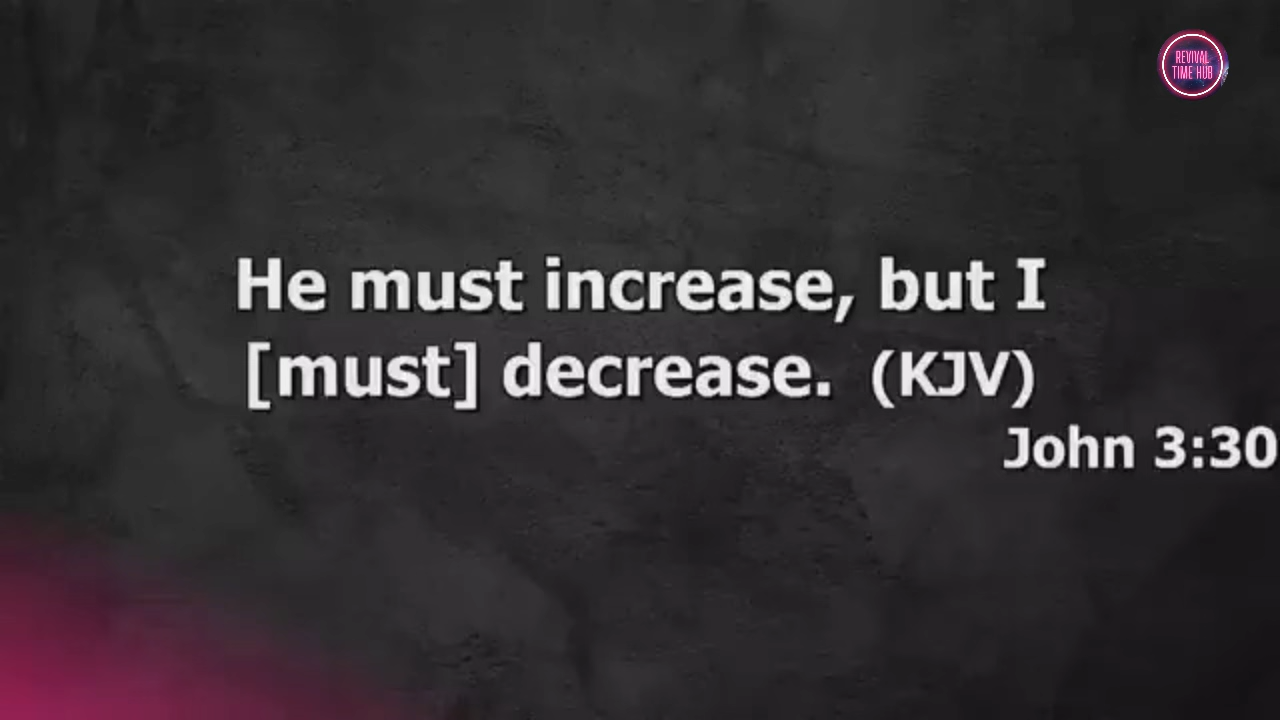 REVIVAL
TIME HUB
He must increase, but I
[must] decrease. (KJV)
John 3:30